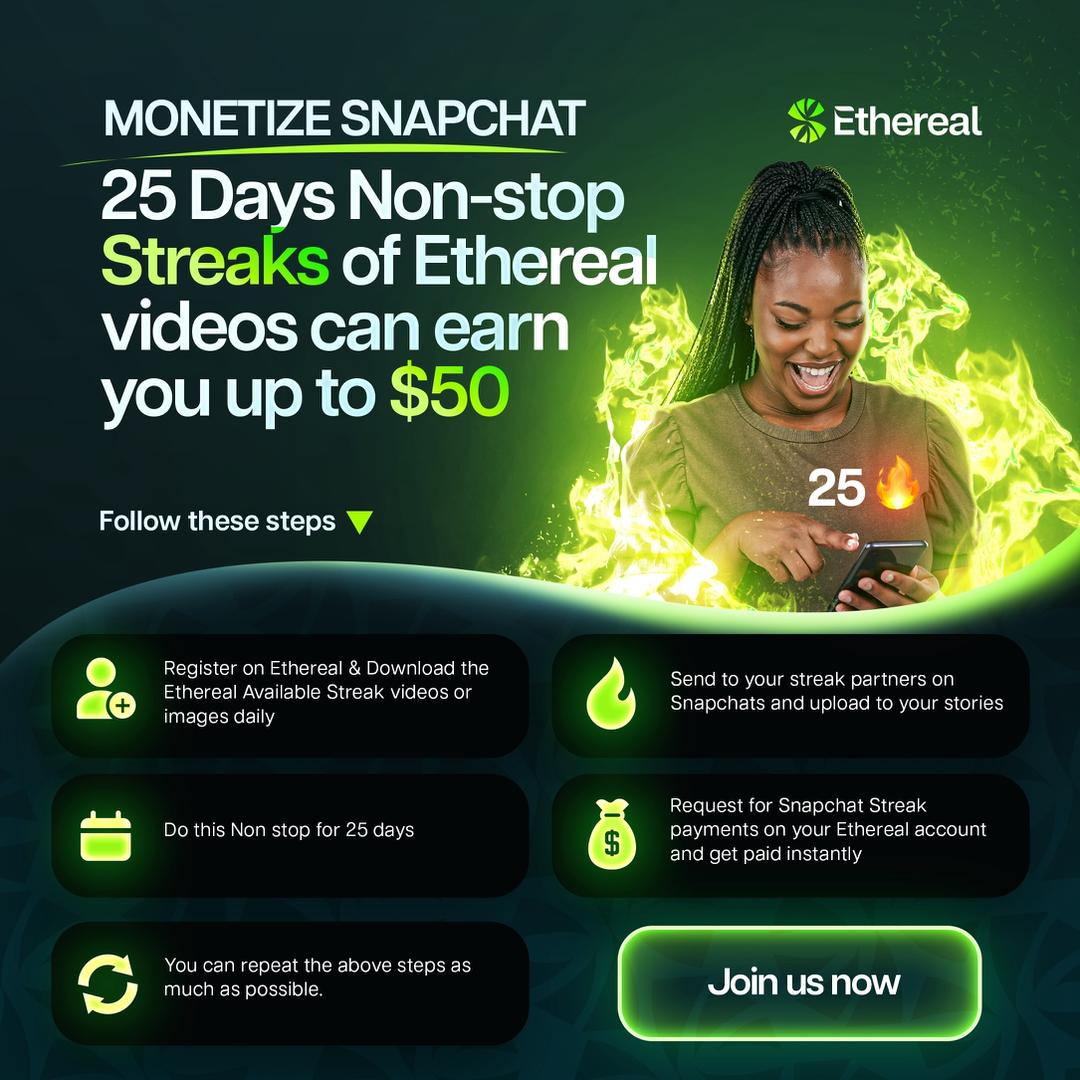 MONETIZE SNAPCHAT
Ethereal
25 Days Non-stop
Streaks of Ethereal
videos can earn
you up to $50
25
Follow these steps
Register on Ethereal & Download the
Ethereal Available Streak videos or
images daily
Send to your streak partners on
Snapchats and upload to your stories
Do this Non stop for 25 days
Request for Snapchat Streak
payments on your Ethereal account
and get paid instantly
$
You can repeat the above steps as
much as possible.
Join us now